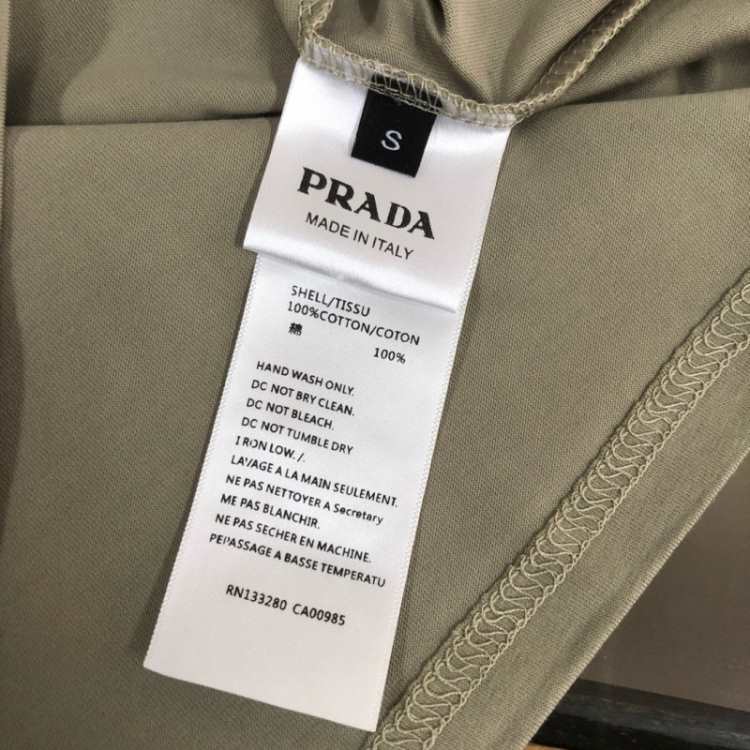 S
PRADA
MADE IN ITALY
SHELL/TISSU
100%COTTON/COTON
綿 100%
HAND WASH ONLY.
DC NOT BRY CLEAN.
DC NOT BLEACH.
DC NOT TUMBLE DRY
I RON LOW. /.
LAVAGE A LA MAIN SEULEMENT.
NE PAS NETTOYER A Secretary
ME PAS BLANCHIR.
NE PAS SECHER EN MACHINE.
PEPASSAGE A BASSE TEMPERATU
RN133280 CA00985